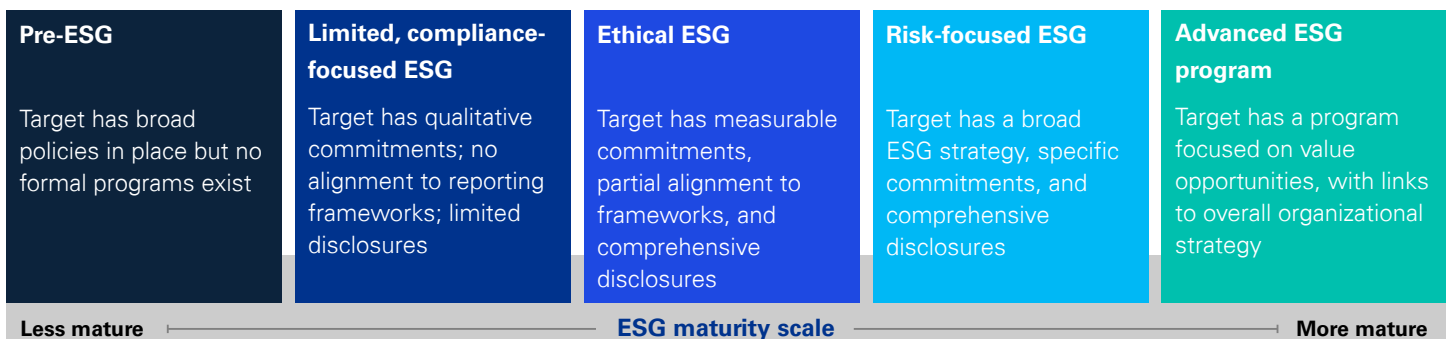 Pre-ESG
Target has broad
policies in place but no
formal programs exist
Limited, compliance-
focused ESG
Target has qualitative
commitments; no
alignment to reporting
frameworks; limited
disclosures
Ethical ESG
Target has measurable
commitments,
partial alignment to
frameworks, and
comprehensive
disclosures
Risk-focused ESG
Target has a broad
ESG strategy, specific
commitments, and
comprehensive
disclosures
Advanced ESG
program
Target has a program
focused on value
opportunities, with links
to overall organizational
strategy
Less mature
ESG maturity scale
More mature